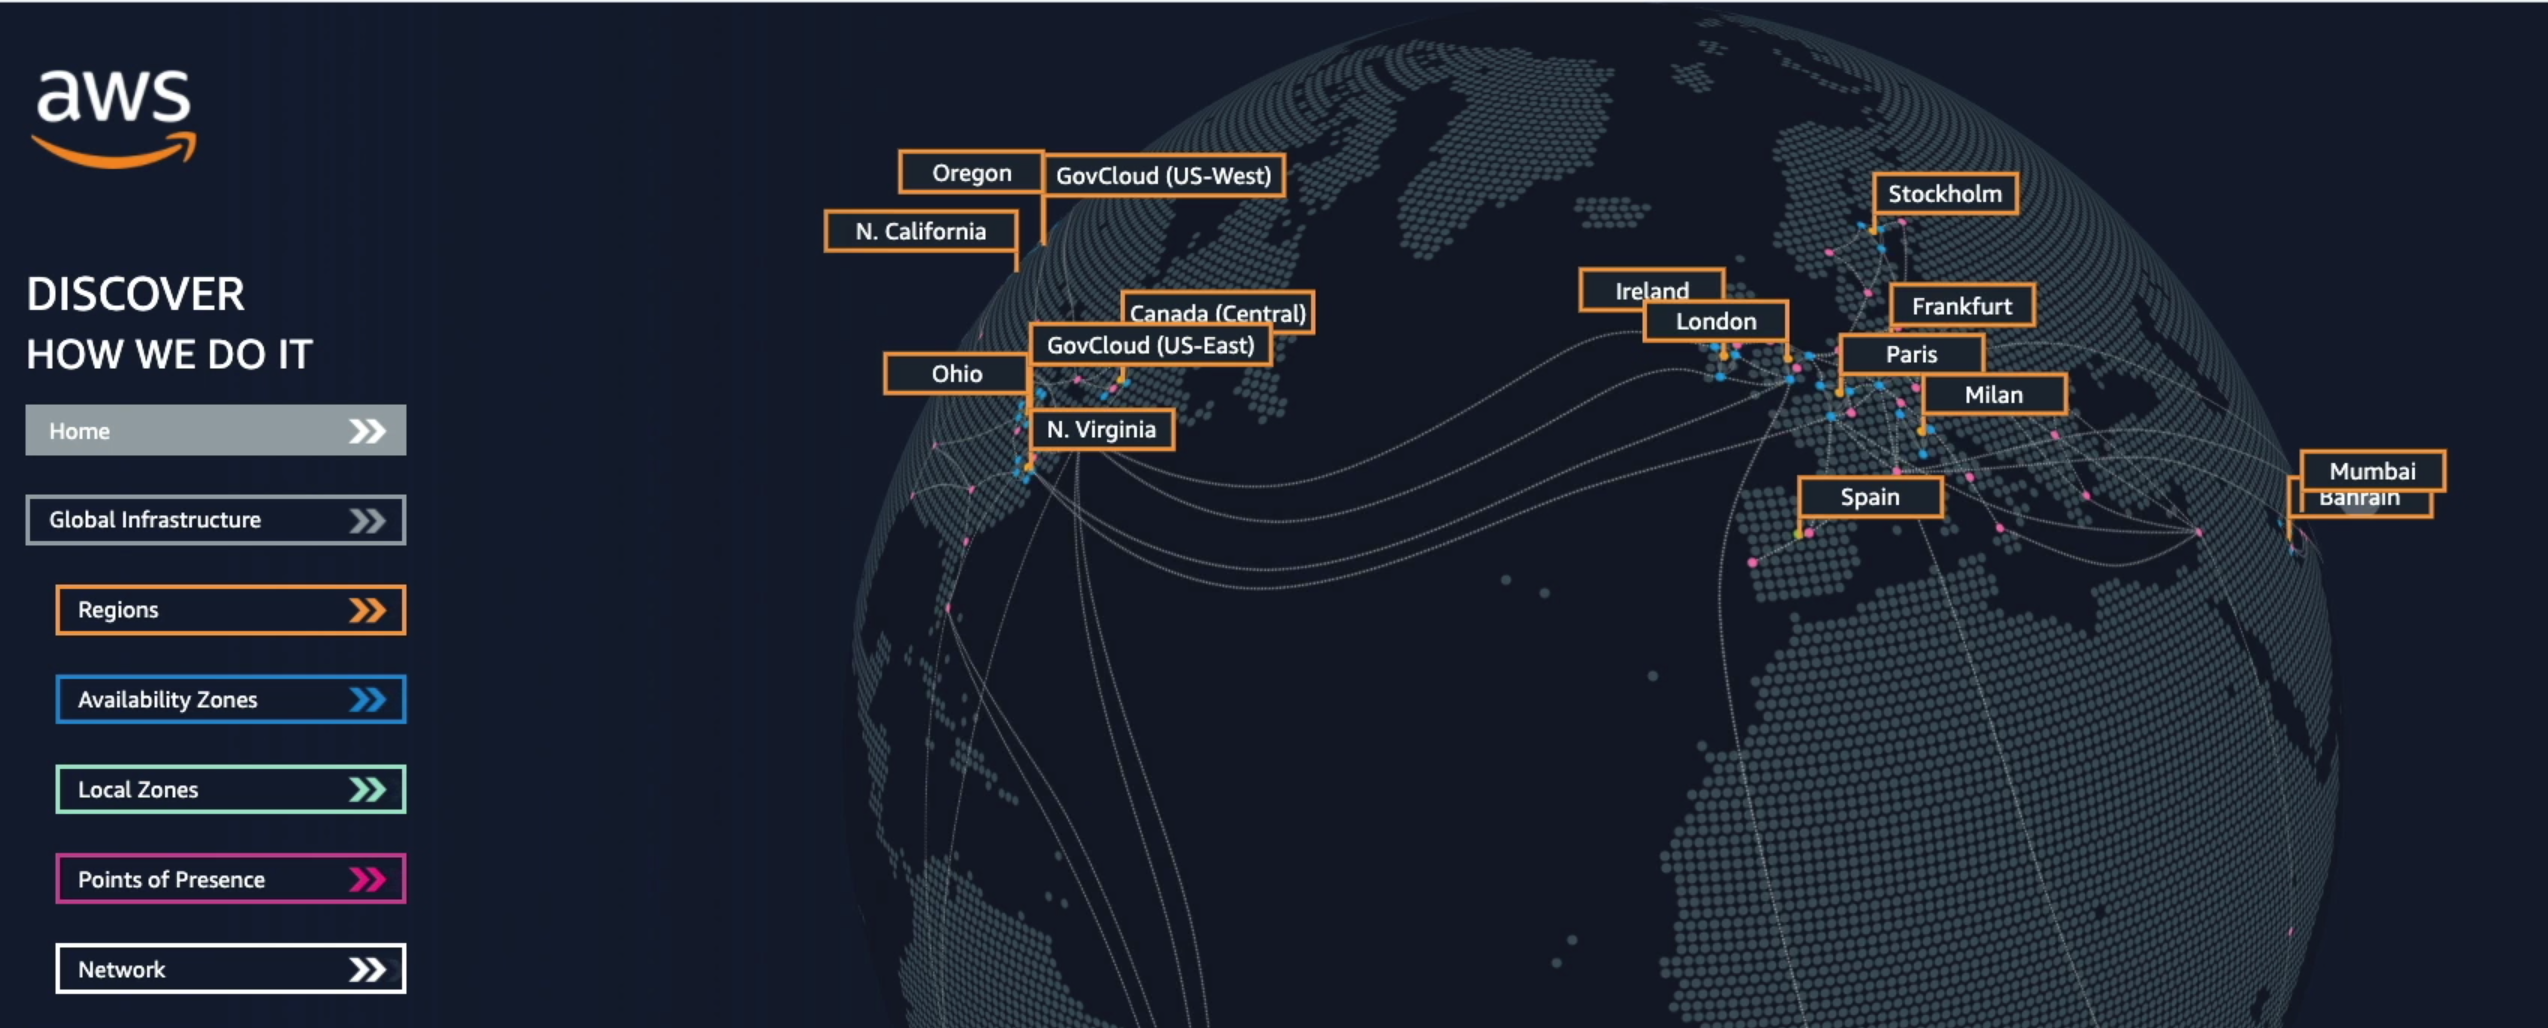 aws
DISCOVER
HOW WE DO IT
Home
Global Infrastructure
Regions
Availability Zones
Local Zones
Points of Presence
Network
Oregon
GovCloud (US-West)
N. California
Canada (Central)
GovCloud (US-East)
Ohio
N. Virginia
Stockholm
Ireland
London
Frankfurt
Paris
Milan
Spain
Mumbai
Bahrain